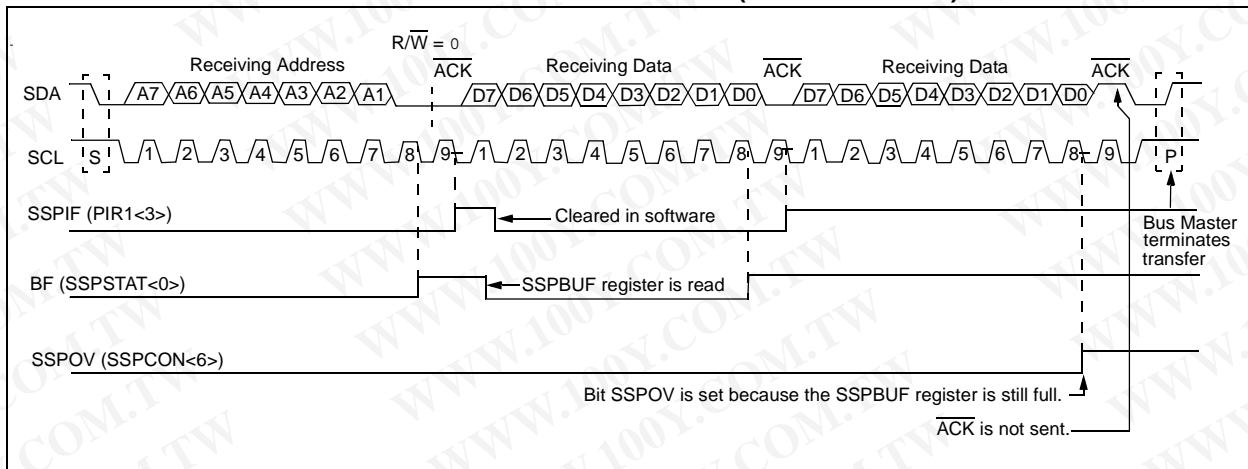 R/W = 0
Receiving Address ACK Receiving Data ACK Receiving Data ACK
SDA A7 A6 A5 A4 A3 A2 A1 D7 D6 D5 D4 D3 D2 D1 D0 D7 D6 D5 D4 D3 D2 D1 D0
SCL S 1 2 3 4 5 6 7 8 9 1 2 3 4 5 6 7 8 9 1 2 3 4 5 6 7 8 9 P
SSPIF (PIR1<3>)
Cleared in software
Bus Master
terminates
transfer
BF (SSPSTAT<0>)
SSPBUF register is read
SSPOV (SSPCON<6>)
Bit SSPOV is set because the SSPBUF register is still full.
ACK is not sent.
WWW.100Y.COM.TW